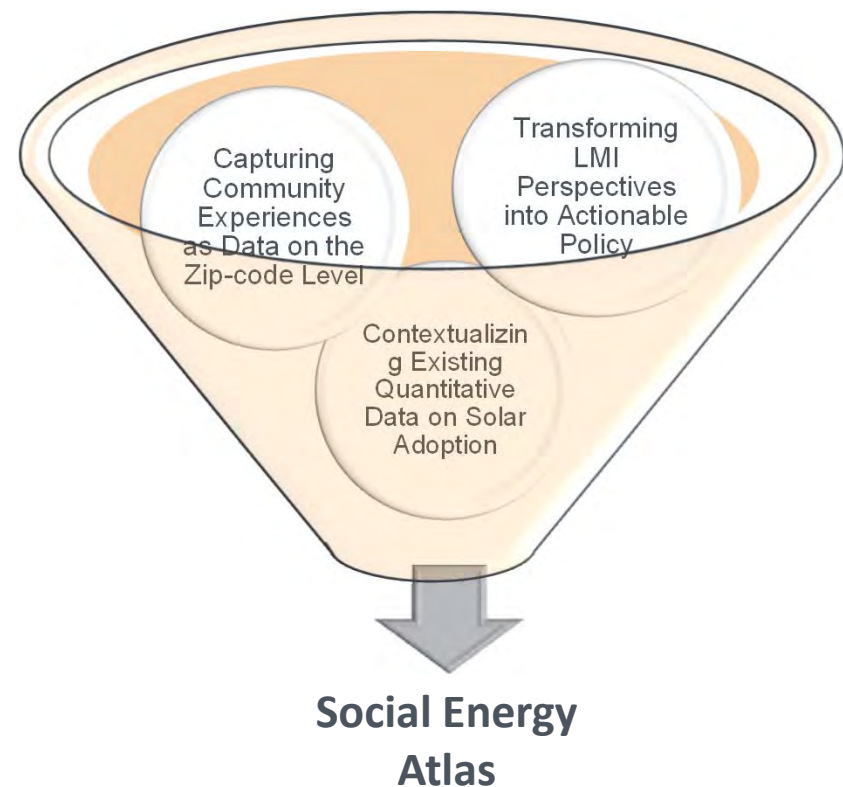 Capturing
Community
Experiences
as Data on the
Zip-code Level
Transforming
LMI
Perspectives
into Actionable
Policy
Contextualizin
g Existing
Quantitative
Data on Solar
Adoption
Social Energy
Atlas